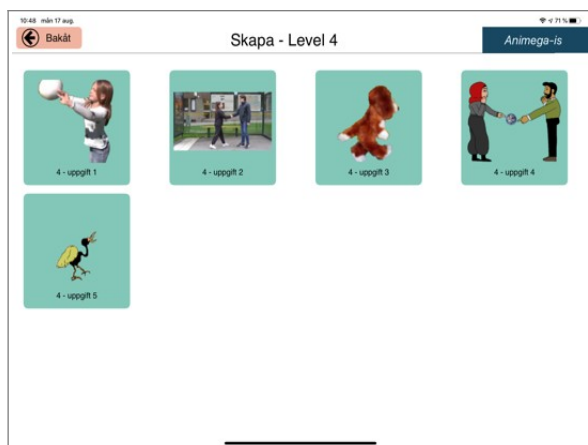 10:48 mån 17 aug.
71 %
Bakåt
Skapa - Level 4
Animega-is
4 - uppgift 1
4 - uppgift 2
4 - uppgift 3
4 - uppgift 4
4 - uppgift 5